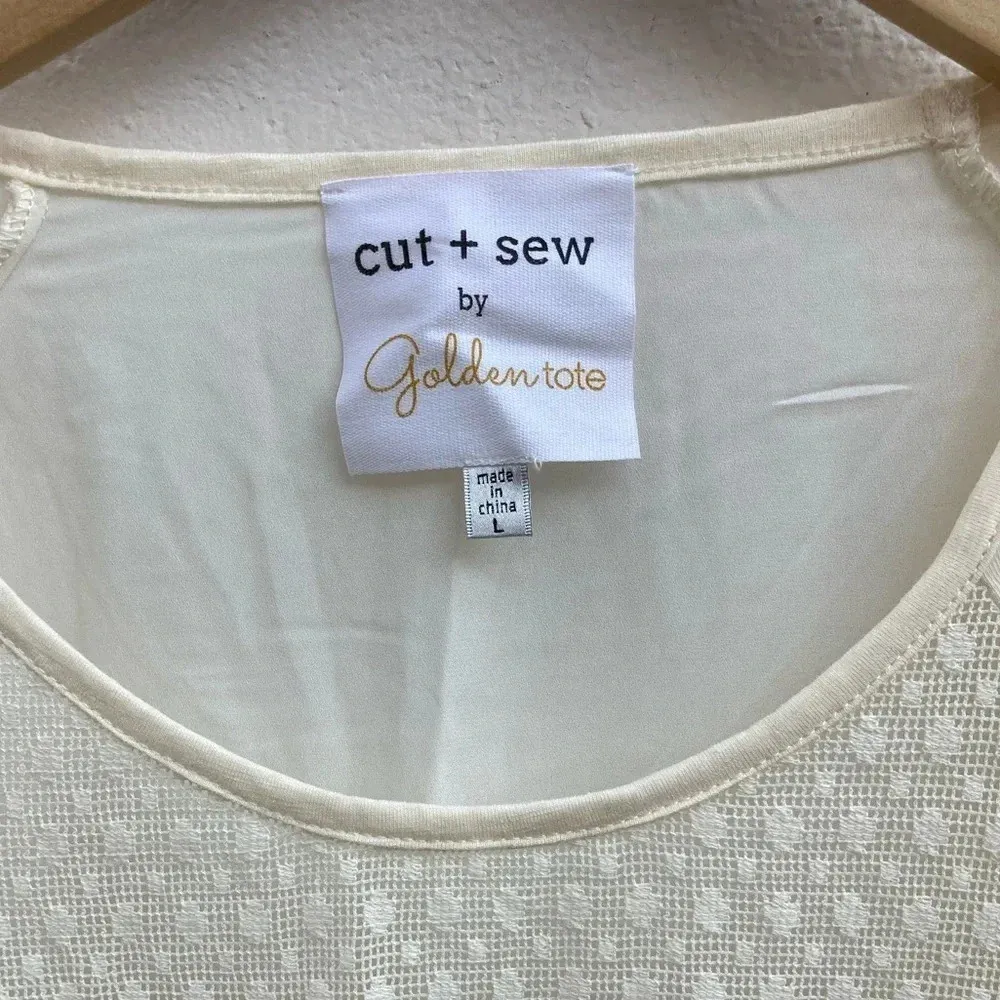 cut + sew
by
Golden tote
made
in
china
L